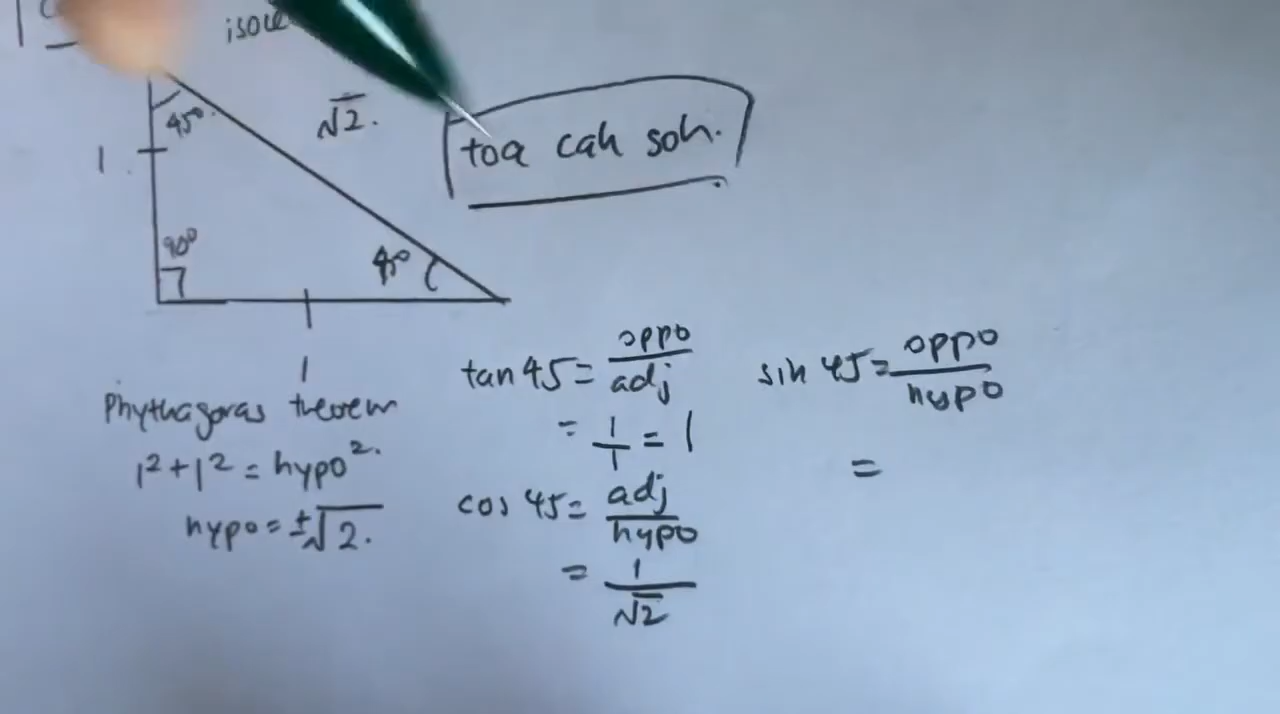 45°
√2.
1
90°
45°
1
toa cah soh.
Phythagoras theorem
1² + 1² = hypo².
hypo = ±√2.
tan 45 = oppo/adj
= 1/1 = 1
cos 45 = adj/hypo
= 1/√2
sin 45 = oppo/hypo
=